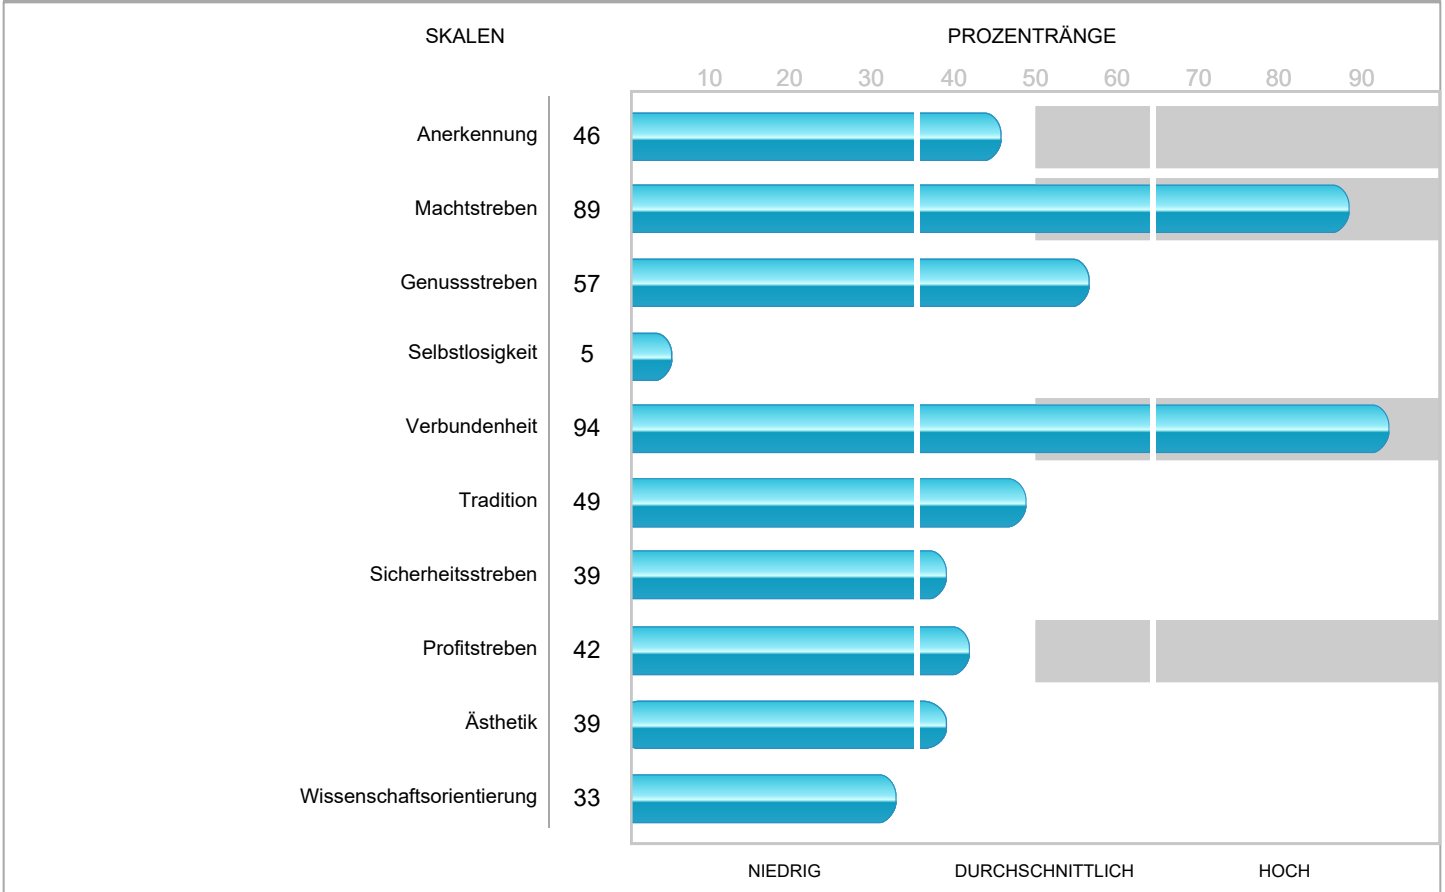 SKALEN PROZENTRÄNGE
10 20 30 40 50 60 70 80 90
Anerkennung 46
Machtstreben 89
Genussstreben 57
Selbstlosigkeit 5
Verbundenheit 94
Tradition 49
Sicherheitsstreben 39
Profitstreben 42
Ästhetik 39
Wissenschaftsorientierung 33
NIEDRIG DURCHSCHNITTLICH HOCH